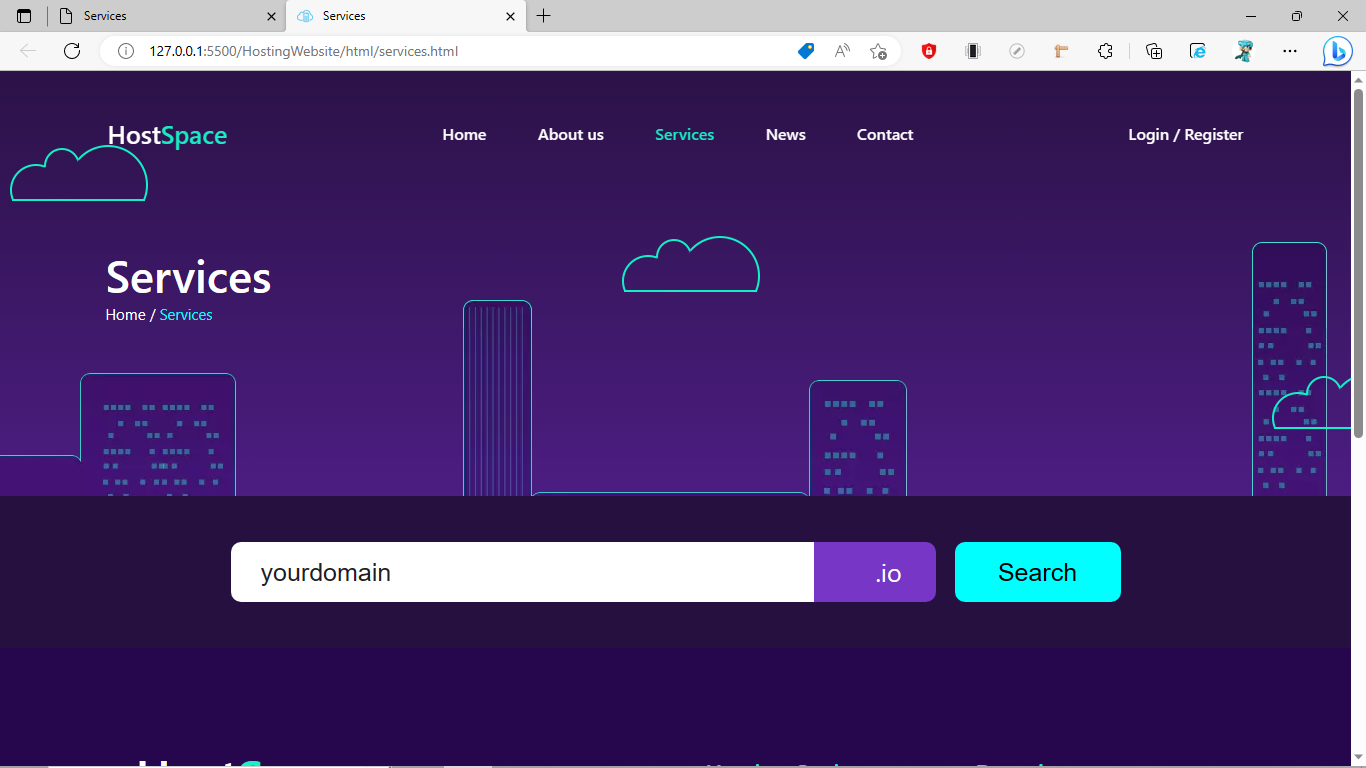 Services
Services
127.0.0.1:5500/HostingWebsite/html/services.html
HostSpace
Home About us Services News Contact
Login / Register
Services
Home / Services
yourdomain .io Search